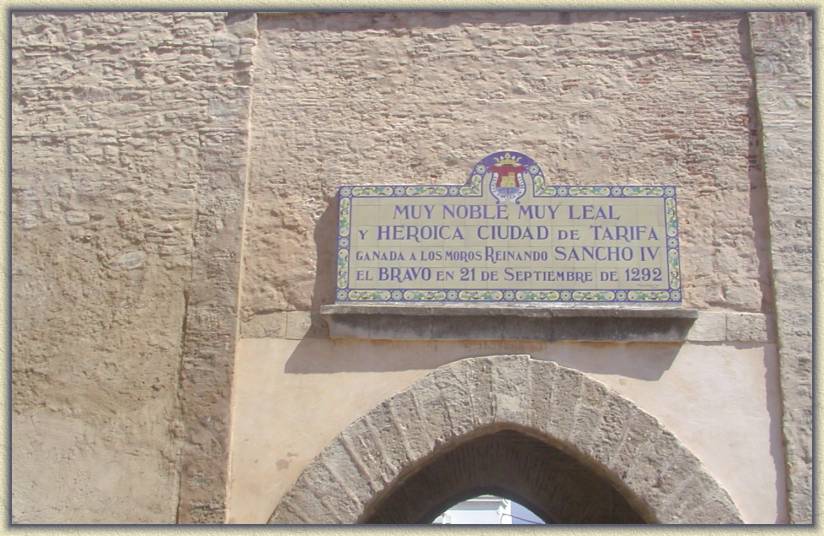 MUY NOBLE MUY LEAL
Y HEROICA CIUDAD DE TARIFA
GANADA A LOS MOROS REINANDO SANCHO IV
EL BRAVO EN 21 DE SEPTIEMBRE DE 1292